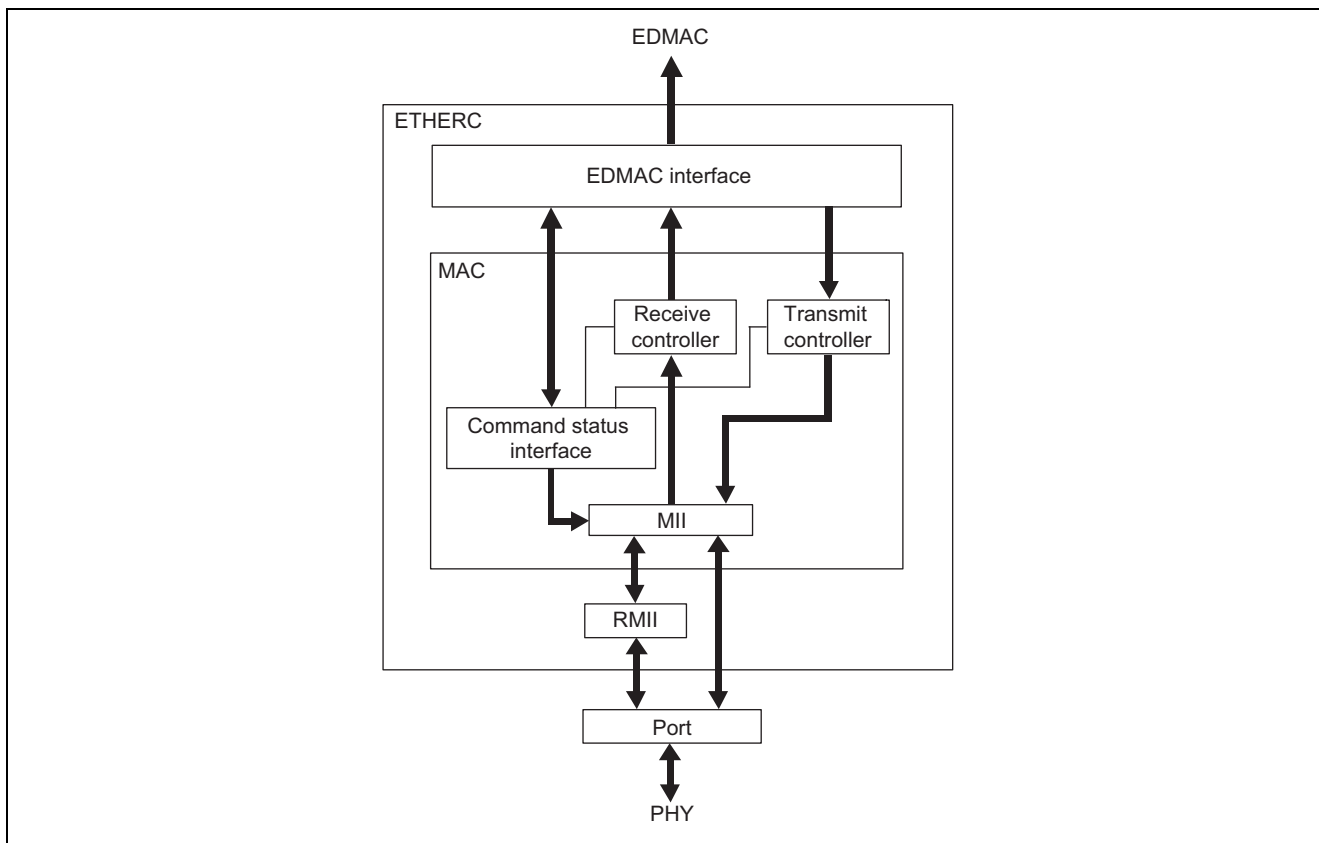 EDMAC
ETHERC
EDMAC interface
MAC
Receive
controller
Transmit
controller
Command status
interface
MII
RMII
Port
PHY